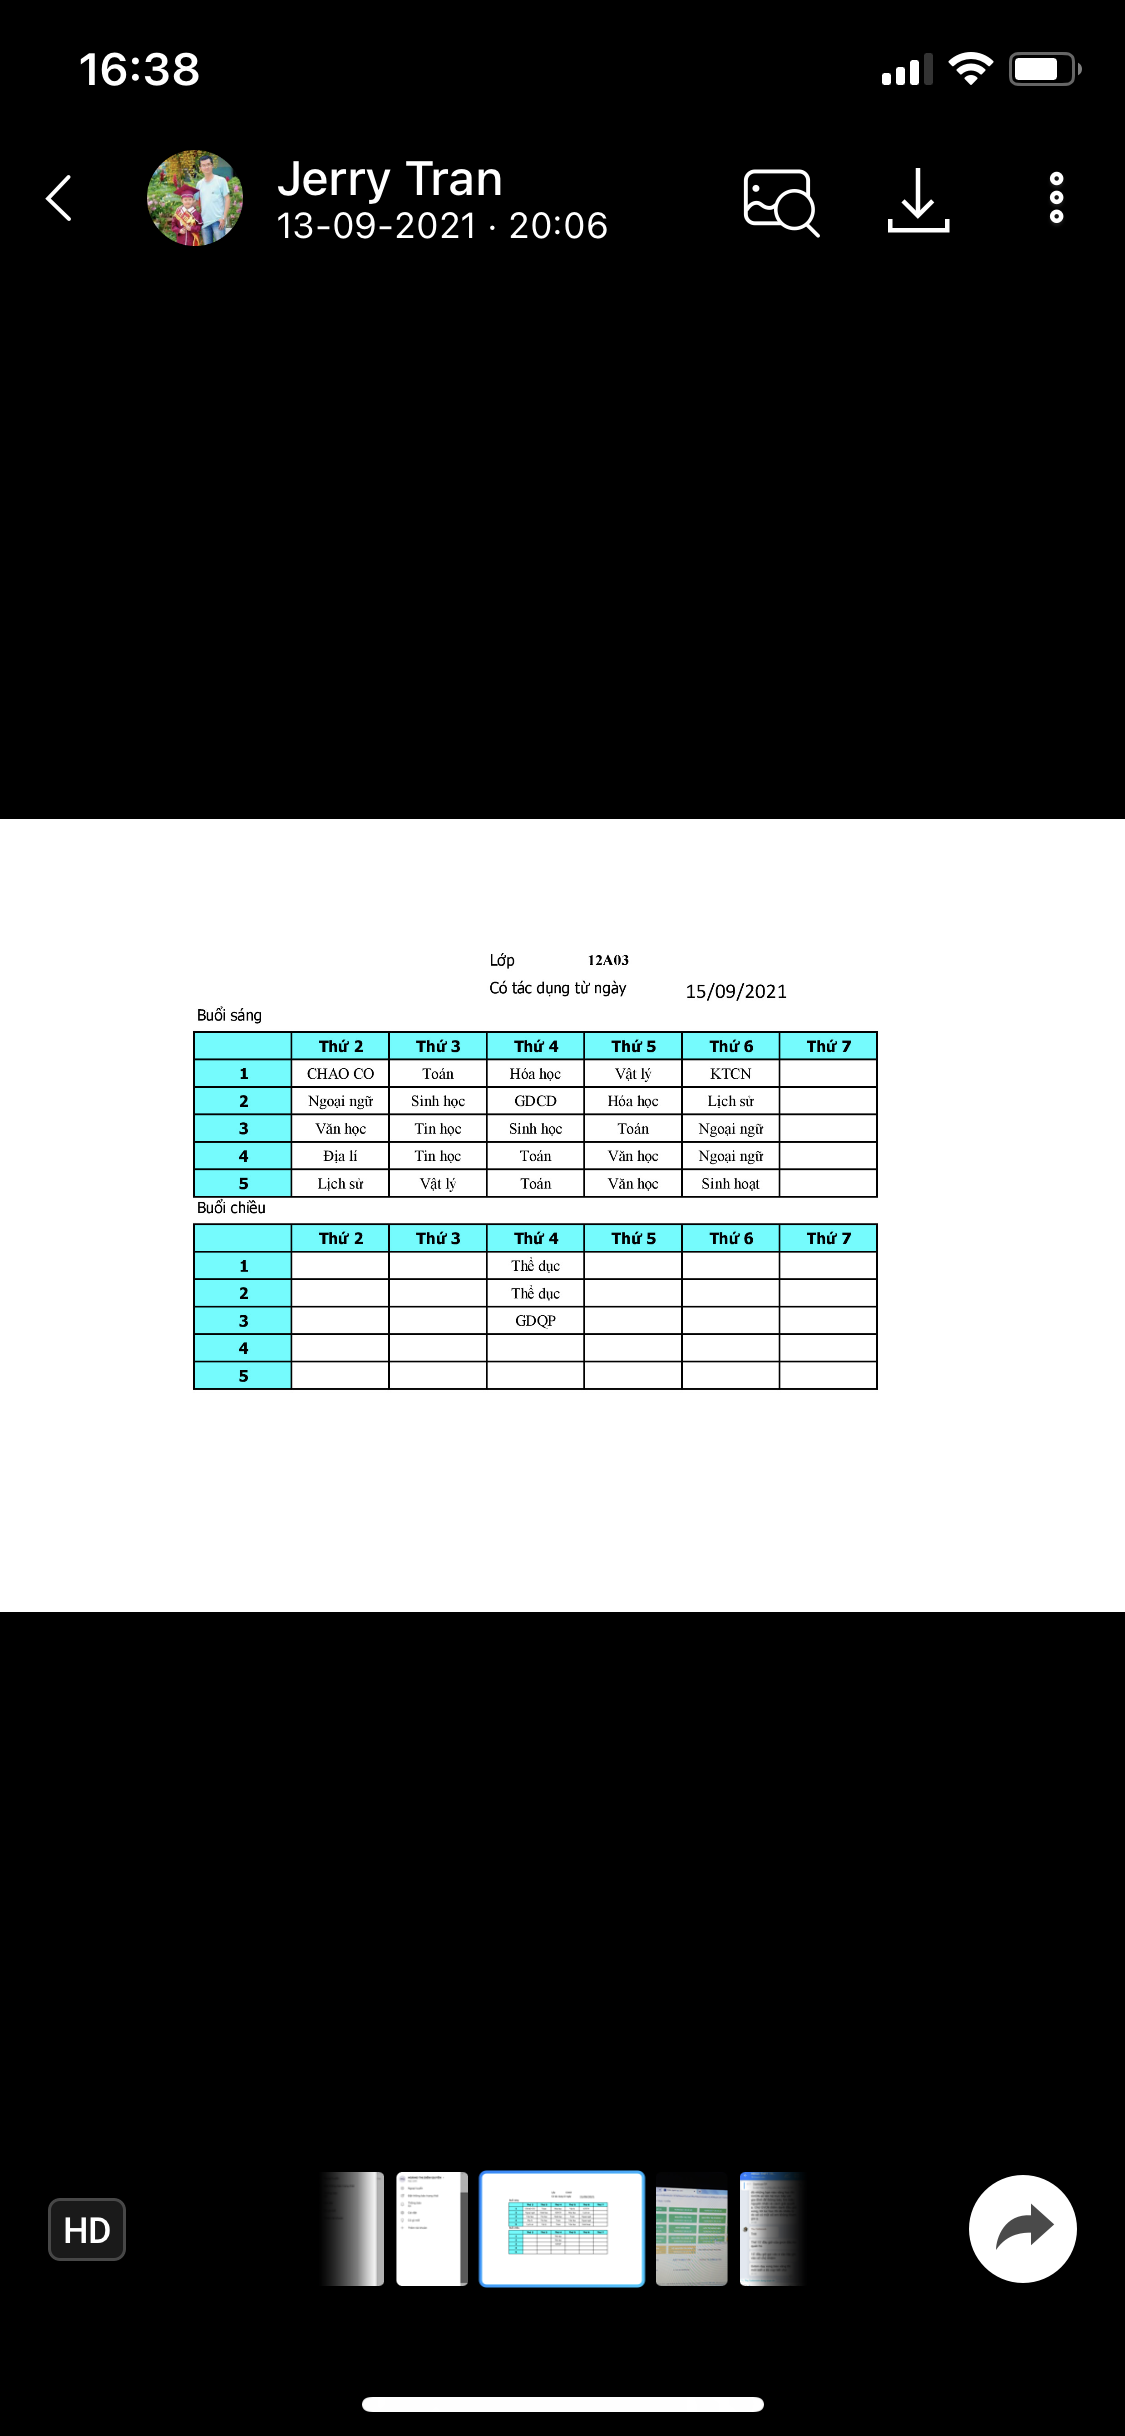 16:38
Jerry Tran
13-09-2021 · 20:06
Lớp 12A03
Có tác dụng từ ngày 15/09/2021
Buổi sáng
Thứ 2 Thứ 3 Thứ 4 Thứ 5 Thứ 6 Thứ 7
1 CHAO CO Toán Hóa học Vật lý KTCN
2 Ngoại ngữ Sinh học GDCD Hóa học Lịch sử
3 Văn học Tin học Sinh học Toán Ngoại ngữ
4 Địa lí Tin học Toán Văn học Ngoại ngữ
5 Lịch sử Vật lý Toán Văn học Sinh hoạt
Buổi chiều
Thứ 2 Thứ 3 Thứ 4 Thứ 5 Thứ 6 Thứ 7
1 Thể dục
2 Thể dục
3 GDQP
4
5
HD